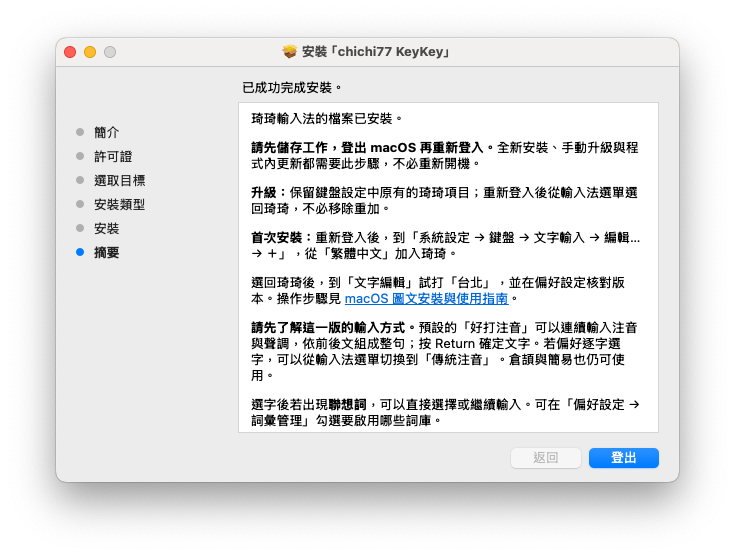 安裝「chichi77 KeyKey」
已成功完成安裝。
簡介
許可證
選取目標
安裝類型
安裝
摘要
琦琦輸入法的檔案已安裝。
請先儲存工作，登出 macOS 再重新登入。全新安裝、手動升級與程
式內更新都需要此步驟，不必重新開機。
升級：保留鍵盤設定中原有的琦琦項目；重新登入後從輸入法選單選
回琦琦，不必移除重加。
首次安裝：重新登入後，到「系統設定 → 鍵盤 → 文字輸入 → 編輯…
→ ＋」，從「繁體中文」加入琦琦。
選回琦琦後，到「文字編輯」試打「台北」，並在偏好設定核對版
本。操作步驟見 macOS 圖文安裝與使用指南。
請先了解這一版的輸入方式。預設的「好打注音」可以連續輸入注音
與聲調，依前後文組成整句；按 Return 確定文字。若偏好逐字選
字，可以從輸入法選單切換到「傳統注音」。倉頡與簡易也仍可使
用。
選字後若出現聯想詞，可以直接選擇或繼續輸入。可在「偏好設定 →
詞彙管理」勾選要啟用哪些詞庫。
返回
登出